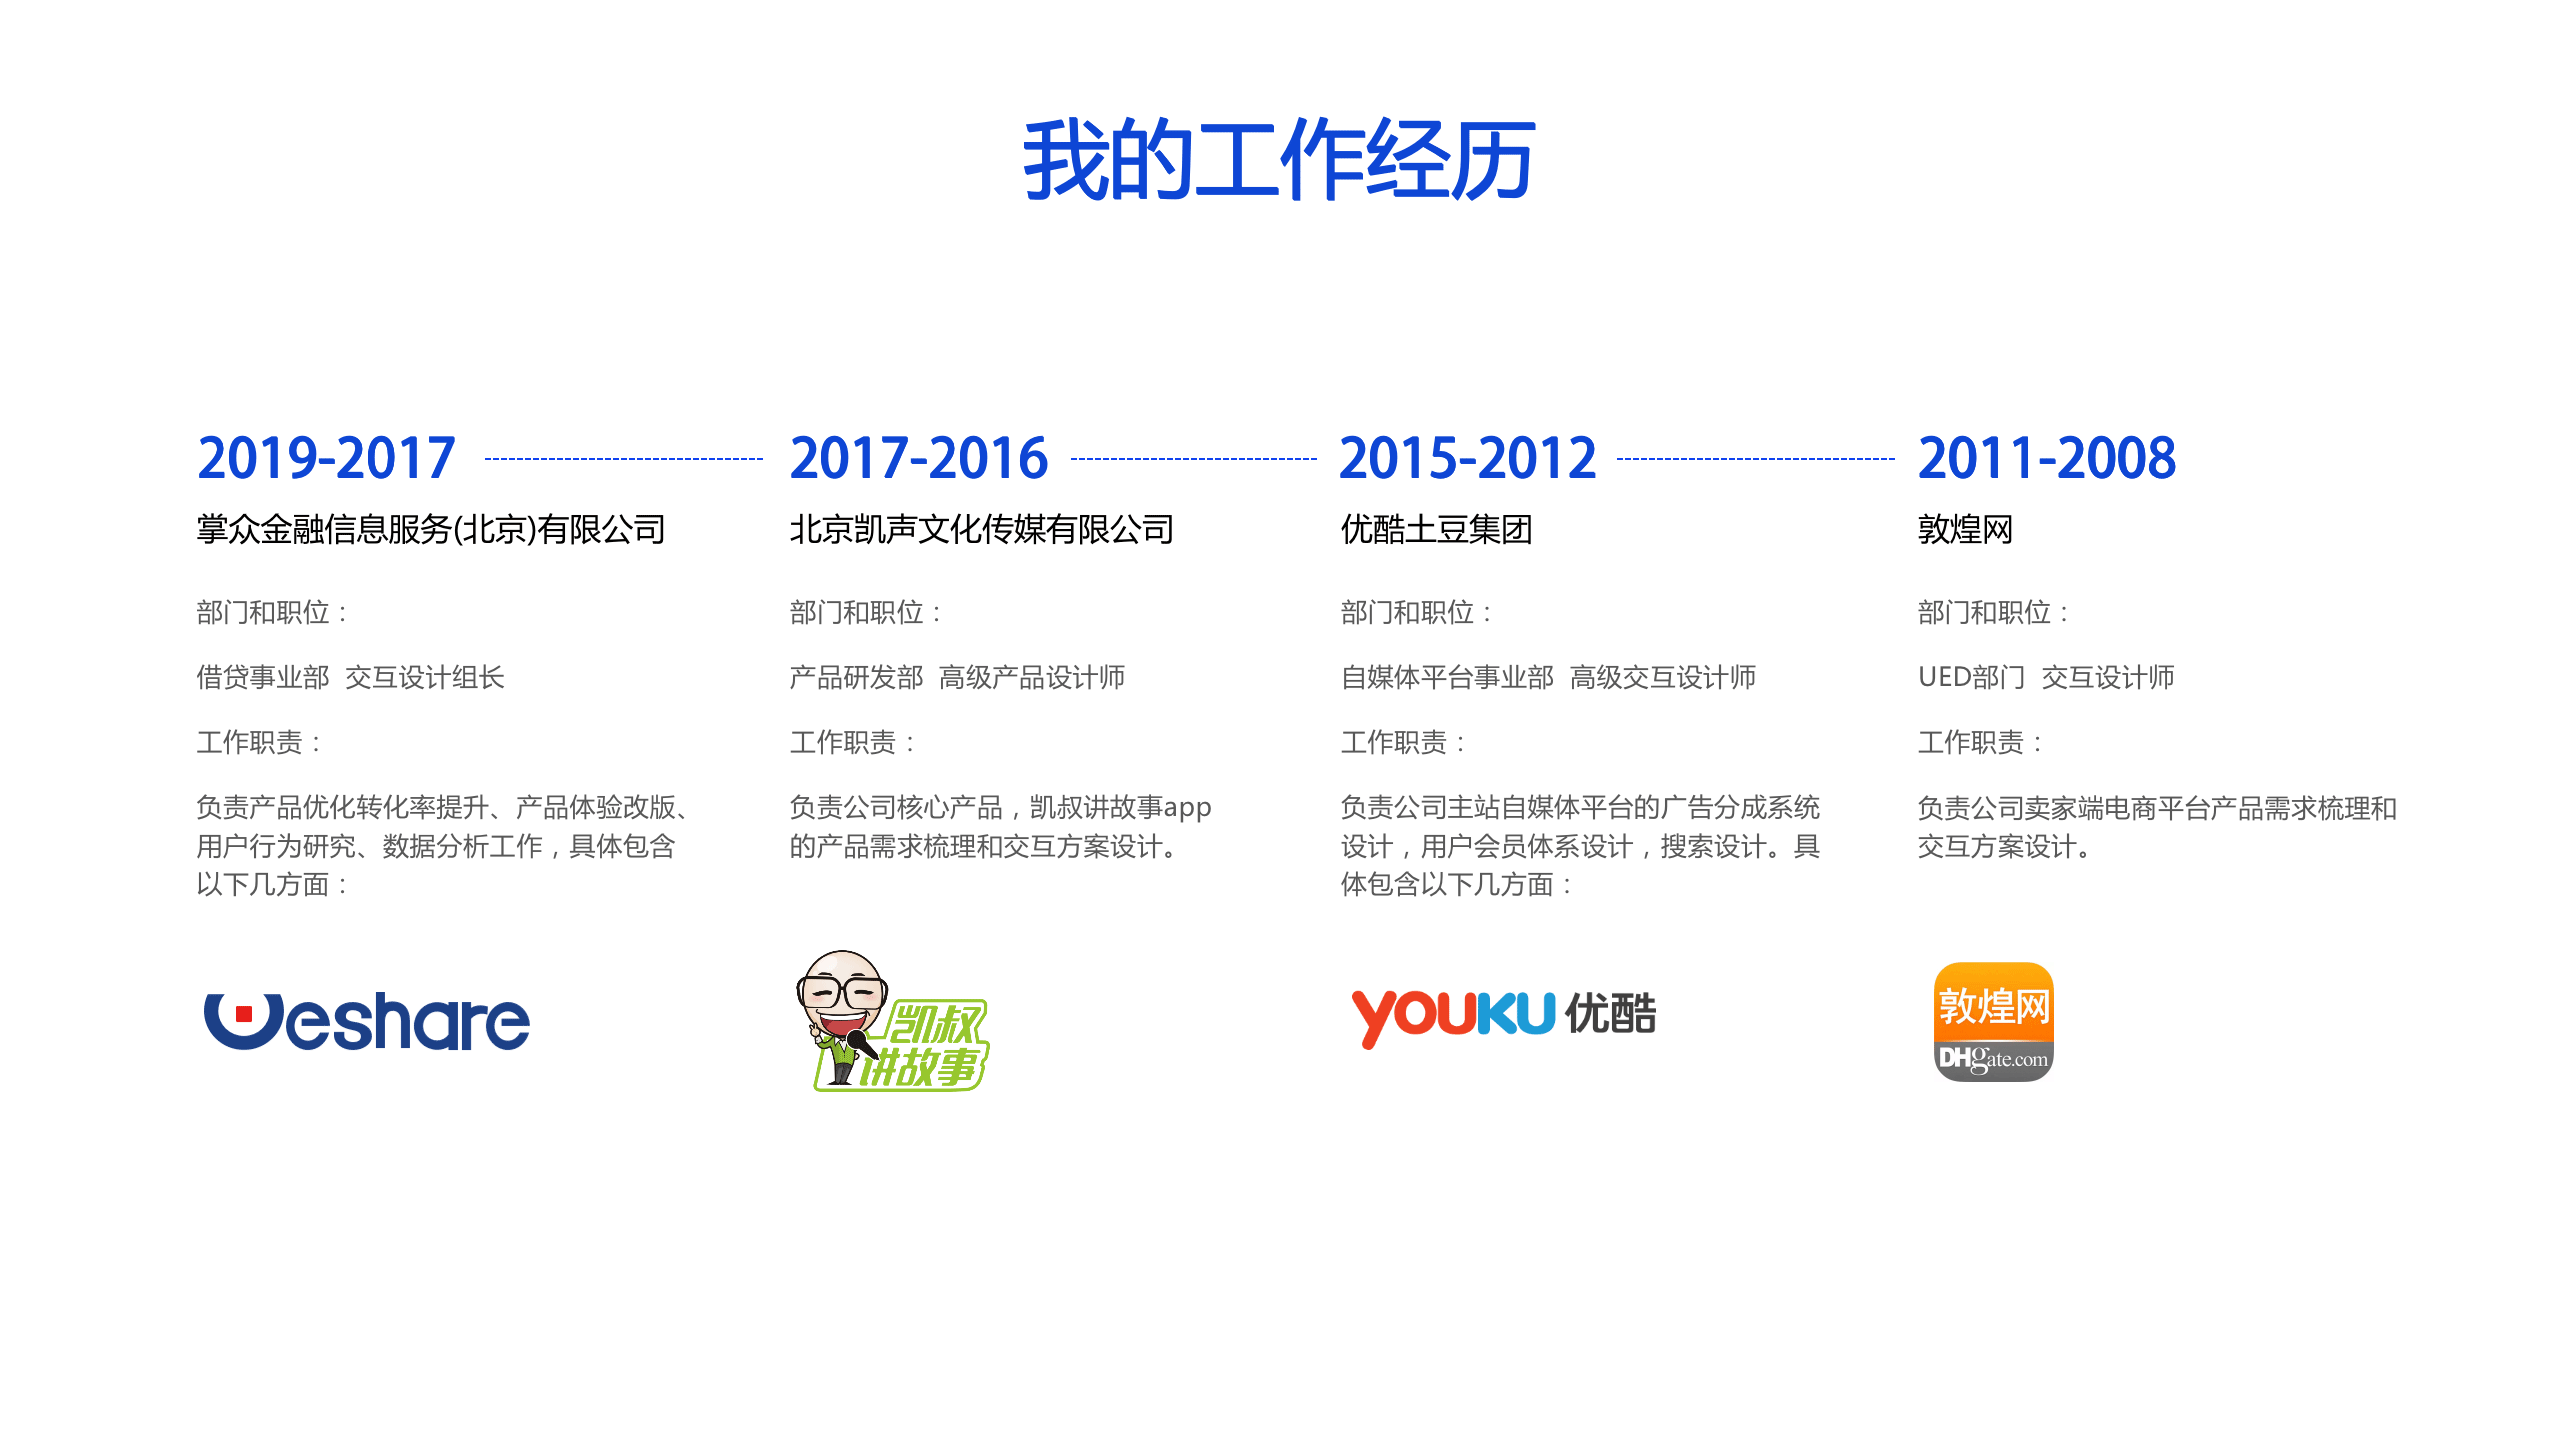 我的工作经历
2019-2017
掌众金融信息服务(北京)有限公司
部门和职位：
借贷事业部  交互设计组长
工作职责：
负责产品优化转化率提升、产品体验改版、
用户行为研究、数据分析工作，具体包含
以下几方面：
ueshare
2017-2016
北京凯声文化传媒有限公司
部门和职位：
产品研发部  高级产品设计师
工作职责：
负责公司核心产品，凯叔讲故事app
的产品需求梳理和交互方案设计。
凯叔
讲故事
2015-2012
优酷土豆集团
部门和职位：
自媒体平台事业部  高级交互设计师
工作职责：
负责公司主站自媒体平台的广告分成系统
设计，用户会员体系设计，搜索设计。具
体包含以下几方面：
YOUKU 优酷
2011-2008
敦煌网
部门和职位：
UED部门  交互设计师
工作职责：
负责公司卖家端电商平台产品需求梳理和
交互方案设计。
敦煌网
DHgate.com